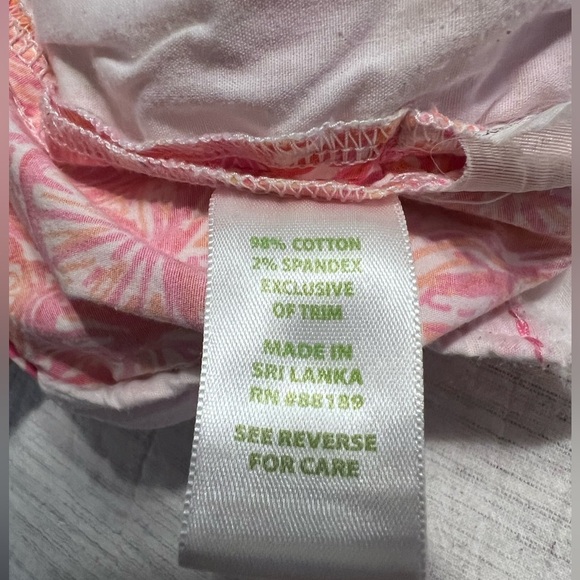 98% COTTON
2% SPANDEX
EXCLUSIVE
OF TRIM
MADE IN
SRI LANKA
RN #88189
SEE REVERSE
FOR CARE